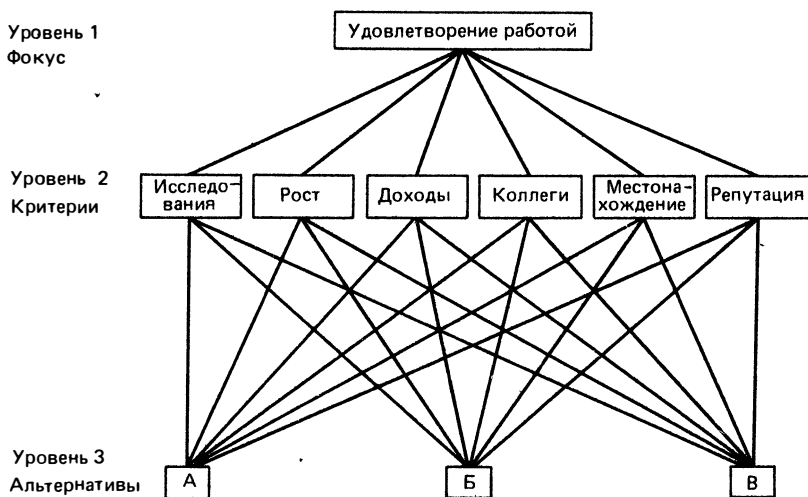 Уровень 1
Фокус
Удовлетворение работой
Уровень 2
Критерии
Исследо-
вания
Рост
Доходы
Коллеги
Местона-
хождение
Репутация
Уровень 3
Альтернативы
А
Б
В